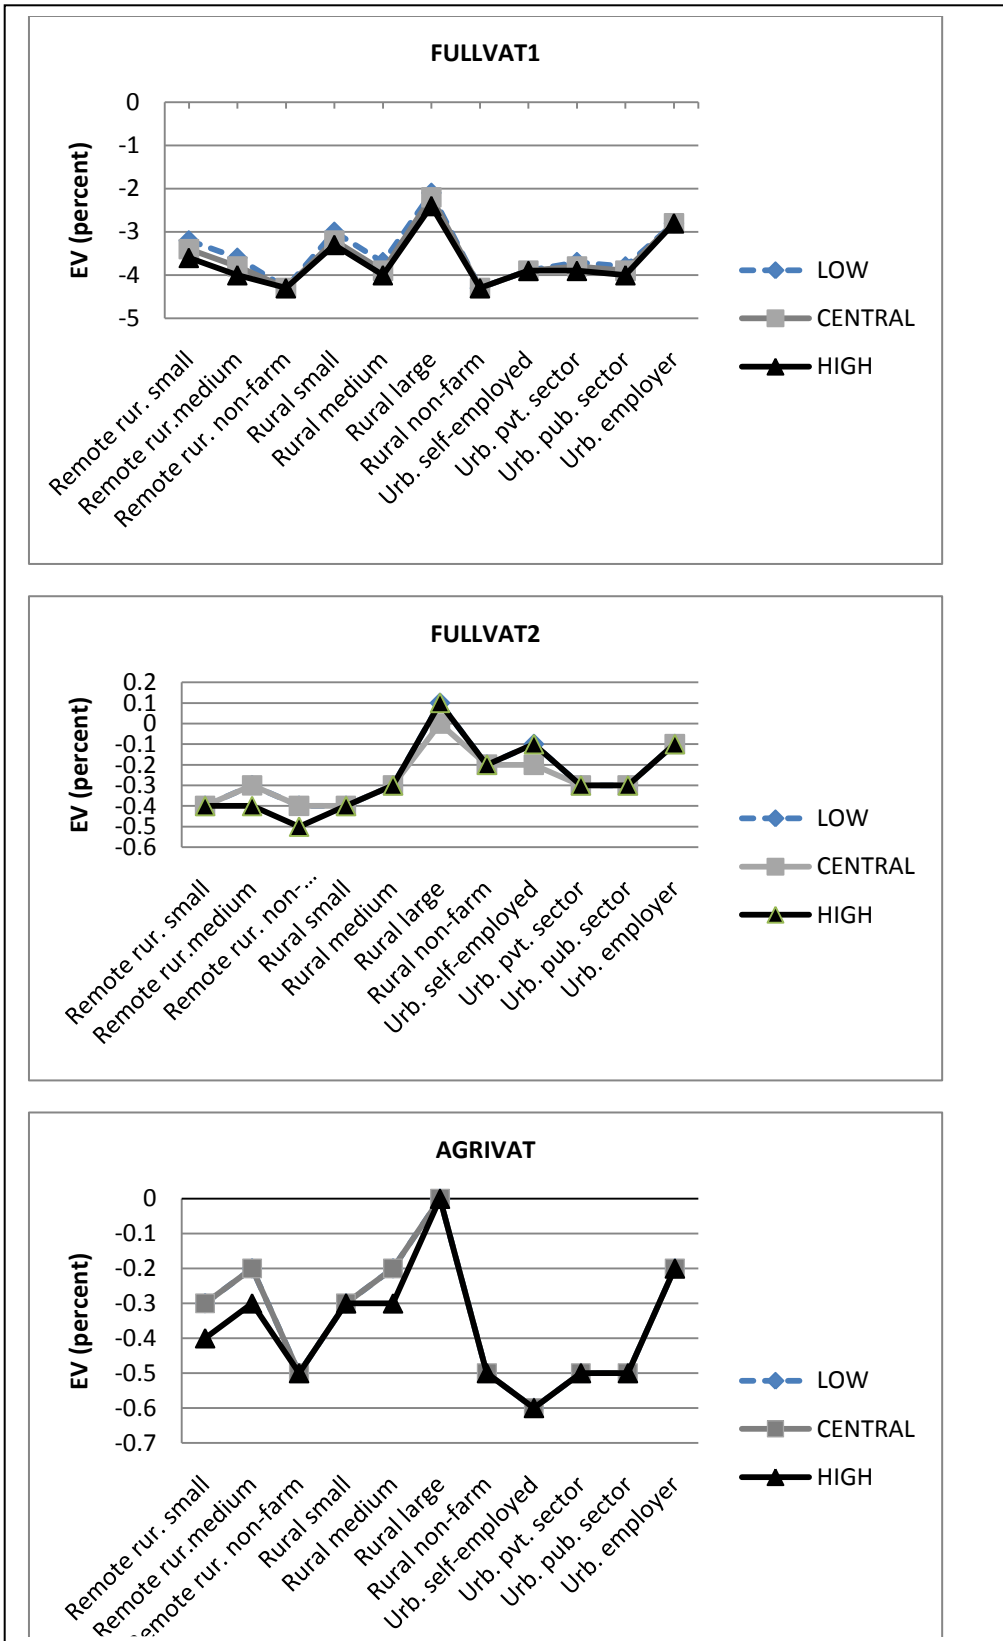 FULLVAT1
EV (percent)
0
-1
-2
-3
-4
-5
Remote rur. small
Remote rur.medium
Remote rur. non-farm
Rural small
Rural medium
Rural large
Rural non-farm
Urb. self-employed
Urb. pvt. sector
Urb. pub. sector
Urb. employer
LOW
CENTRAL
HIGH
FULLVAT2
EV (percent)
0.2
0.1
0
-0.1
-0.2
-0.3
-0.4
-0.5
-0.6
Remote rur. small
Remote rur.medium
Remote rur. non-...
Rural small
Rural medium
Rural large
Rural non-farm
Urb. self-employed
Urb. pvt. sector
Urb. pub. sector
Urb. employer
LOW
CENTRAL
HIGH
AGRIVAT
EV (percent)
0
-0.1
-0.2
-0.3
-0.4
-0.5
-0.6
-0.7
Remote rur. small
Remote rur.medium
Remote rur. non-farm
Rural small
Rural medium
Rural large
Rural non-farm
Urb. self-employed
Urb. pvt. sector
Urb. pub. sector
Urb. employer
LOW
CENTRAL
HIGH